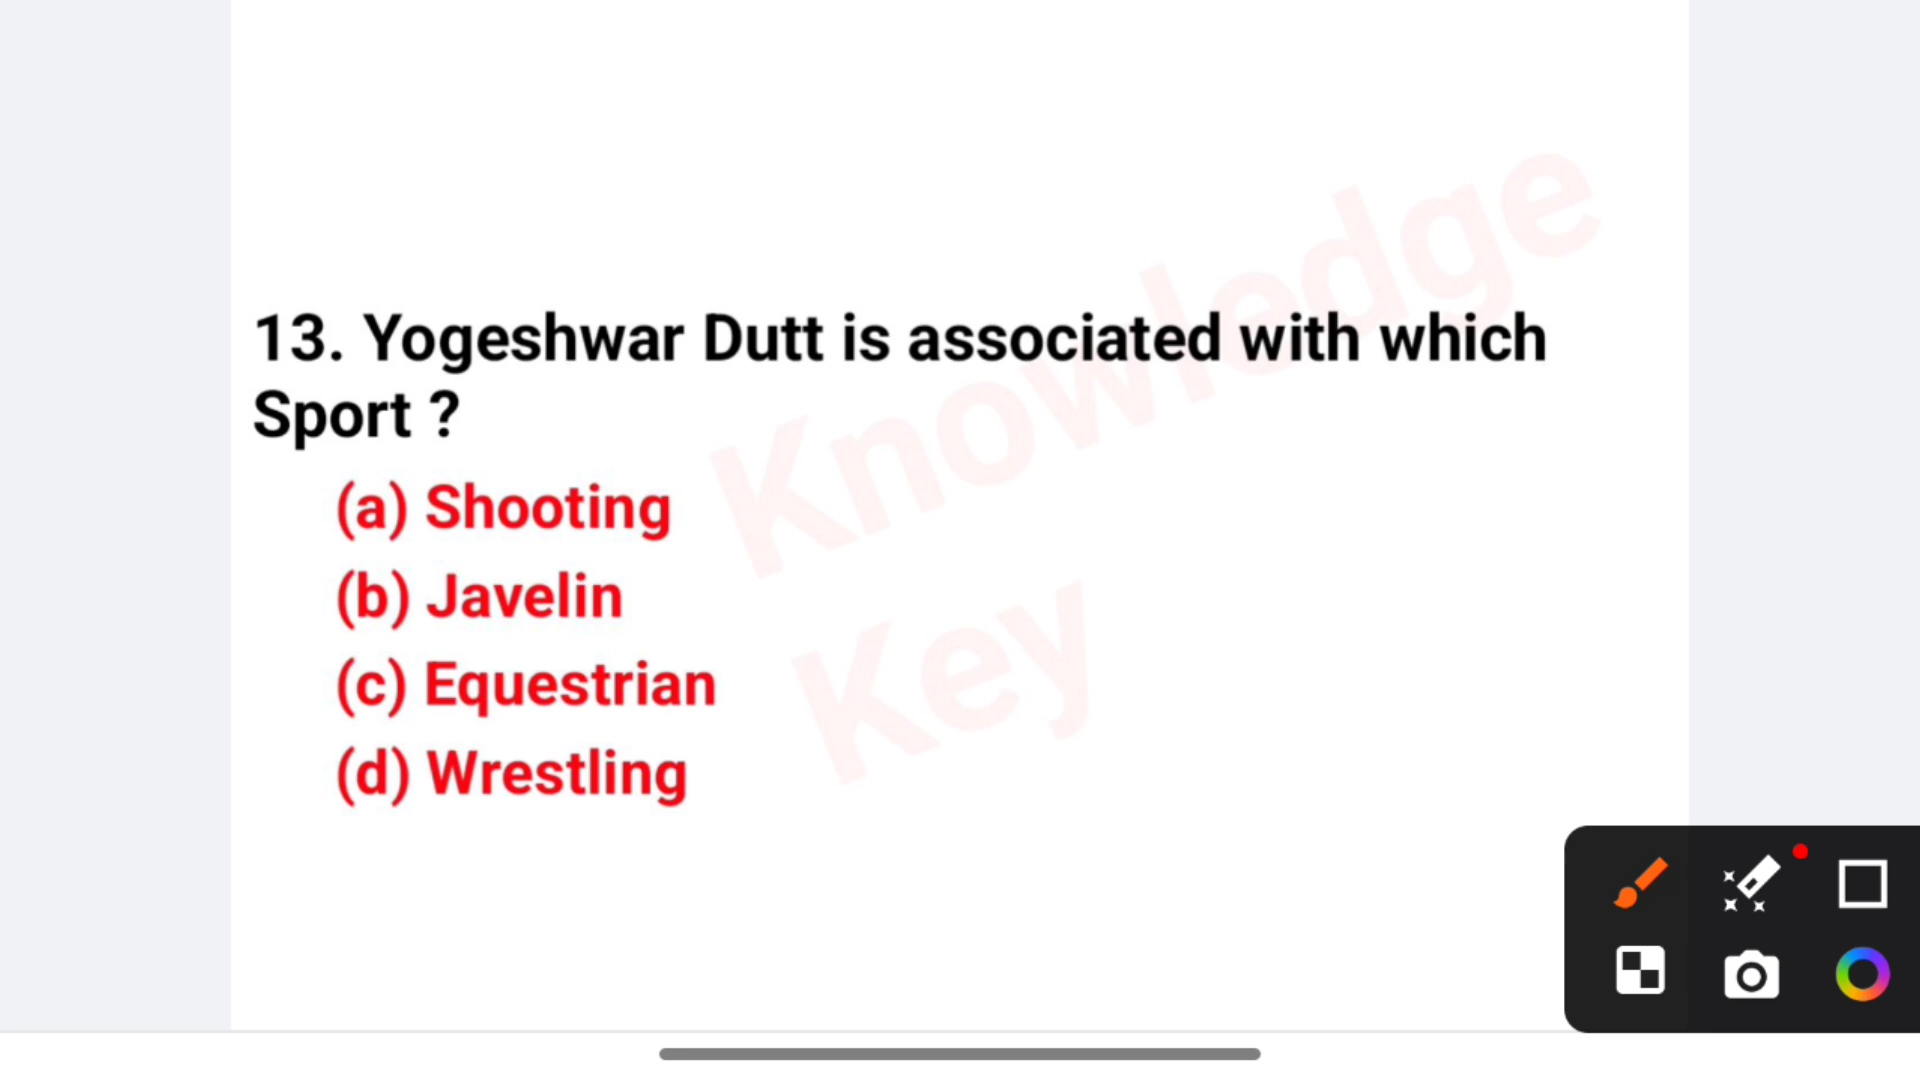 13. Yogeshwar Dutt is associated with which
Sport ?
(a) Shooting
(b) Javelin
(c) Equestrian
(d) Wrestling
Knowledge
Key